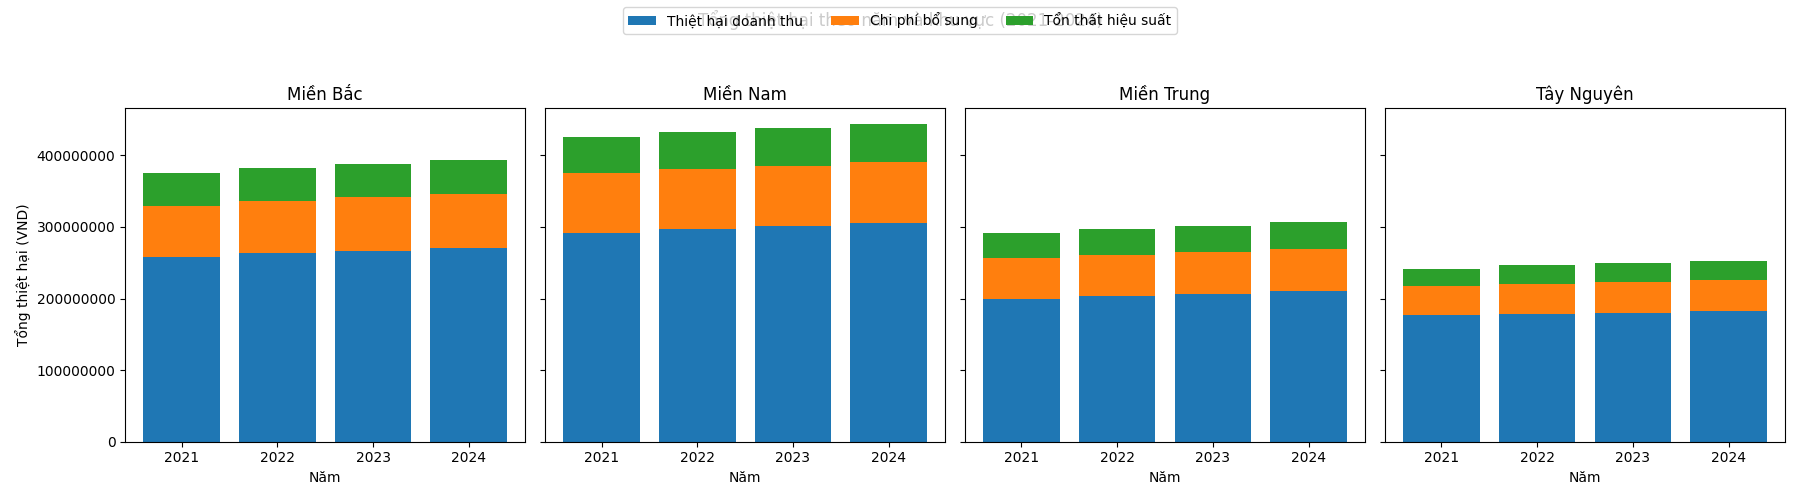 Thiệt hại doanh thu Chi phí bổ sung Tổn thất hiệu suất
Miền Bắc Miền Nam Miền Trung Tây Nguyên
Tổng thiệt hại (VND)
400000000
300000000
200000000
100000000
0
2021 2022 2023 2024 2021 2022 2023 2024 2021 2022 2023 2024 2021 2022 2023 2024
Năm Năm Năm Năm